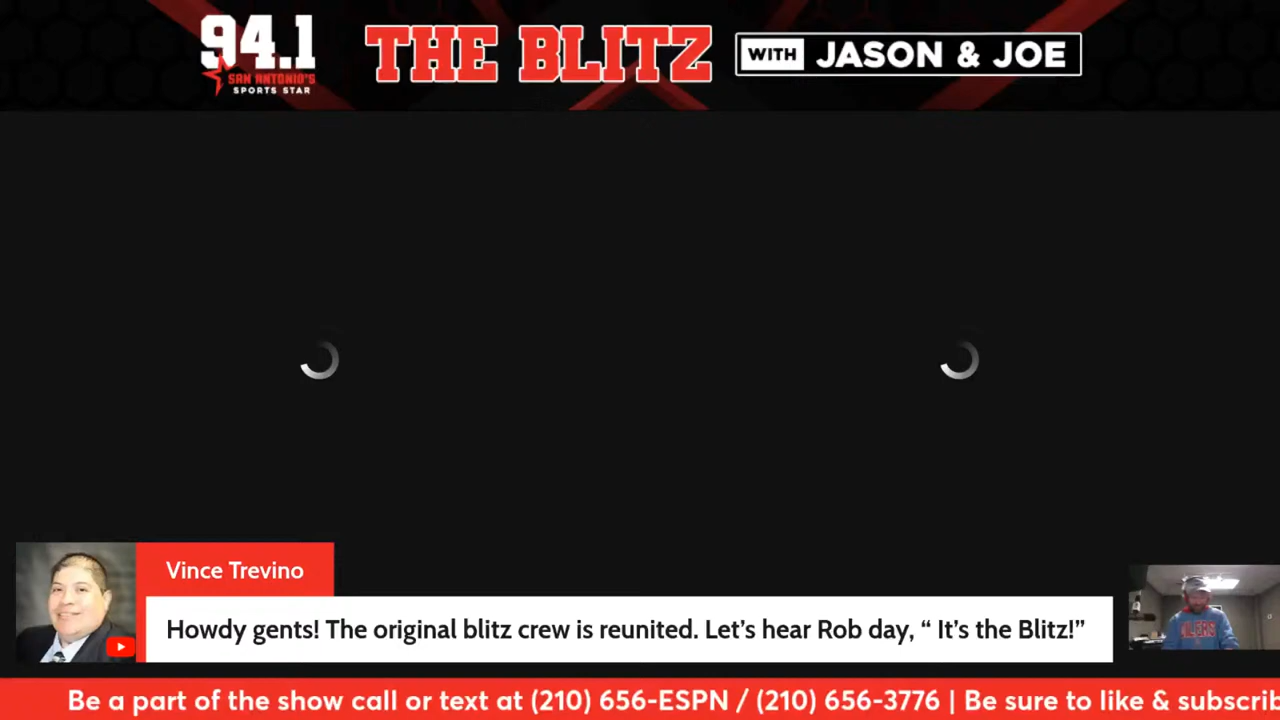 94.1
SAN ANTONIO'S
SPORTS STAR
THE BLITZ
WITH JASON & JOE
Vince Trevino
Howdy gents! The original blitz crew is reunited. Let’s hear Rob day, “ It’s the Blitz!”
Be a part of the show call or text at (210) 656-ESPN / (210) 656-3776 | Be sure to like & subscrib